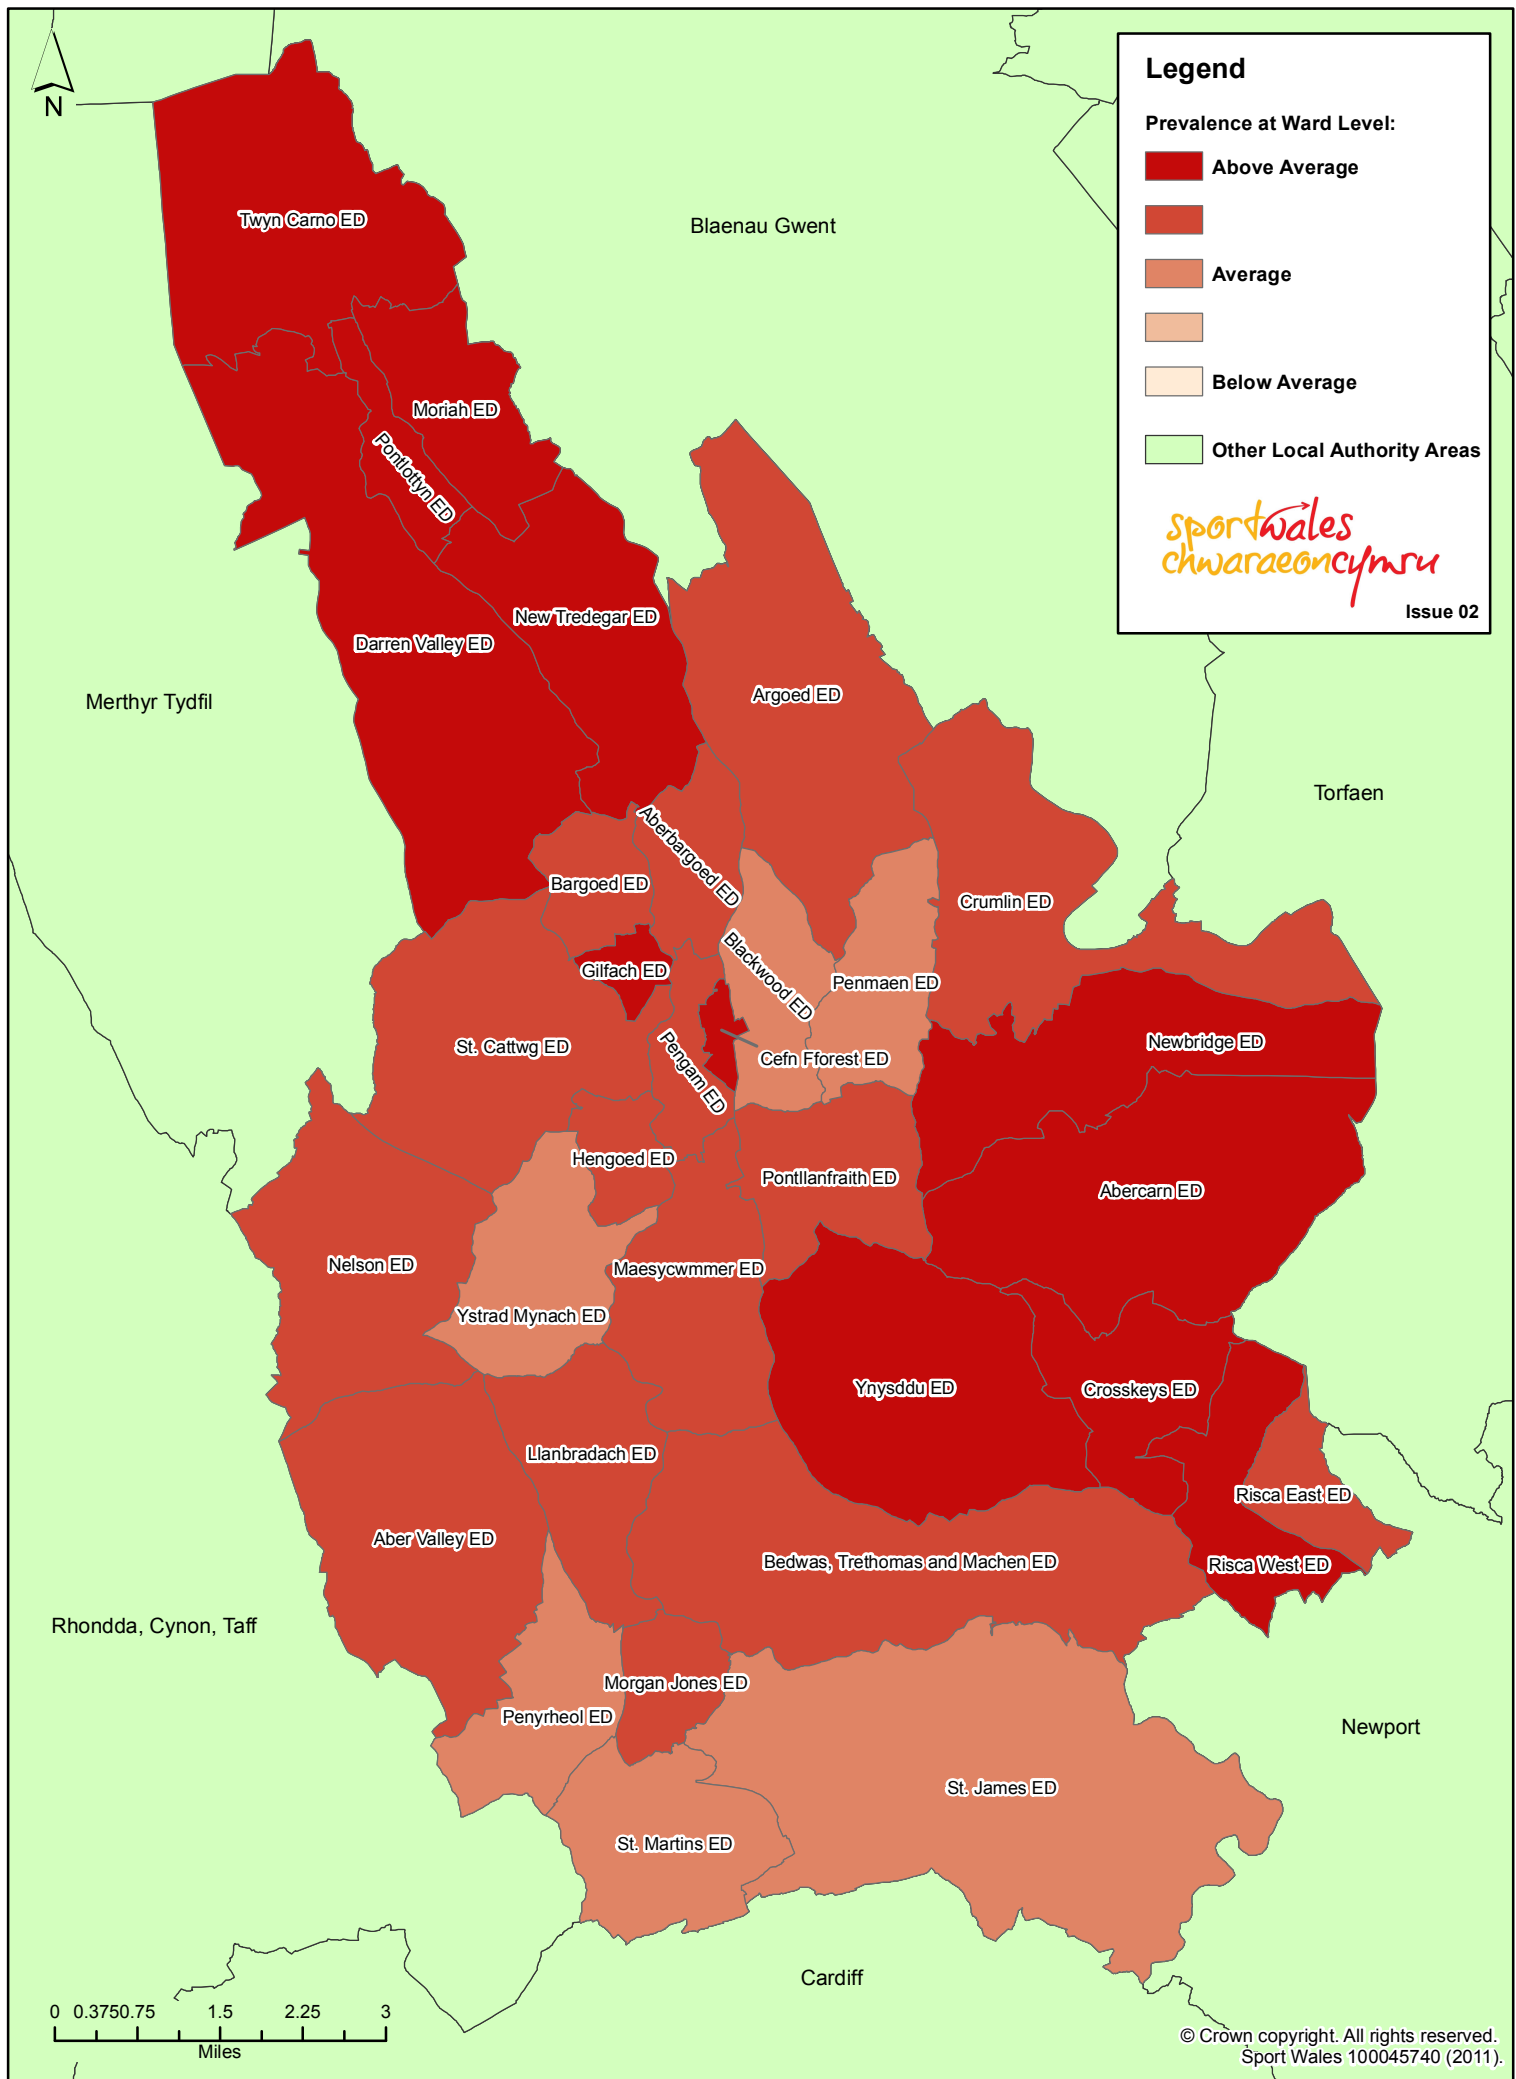 N
Legend
Prevalence at Ward Level:
Above Average
Average
Below Average
Other Local Authority Areas
sportwales
chwaraeoncymru
Issue 02
Twyn Carno ED
Blaenau Gwent
Moriah ED
Pontlottyn ED
New Tredegar ED
Darren Valley ED
Merthyr Tydfil
Argoed ED
Torfaen
Aberbargoed ED
Bargoed ED
Crumlin ED
Blackwood ED
Gilfach ED
Penmaen ED
St. Cattwg ED
Pengam ED
Cefn Fforest ED
Newbridge ED
Hengoed ED
Pontllanfraith ED
Abercarn ED
Nelson ED
Maesycwmmer ED
Ystrad Mynach ED
Ynysddu ED
Crosskeys ED
Llanbradach ED
Risca East ED
Aber Valley ED
Bedwas, Trethomas and Machen ED
Risca West ED
Rhondda, Cynon, Taff
Morgan Jones ED
Penyrheol ED
Newport
St. James ED
St. Martins ED
Cardiff
0 0.3750.75 1.5 2.25 3
Miles
© Crown copyright. All rights reserved.
Sport Wales 100045740 (2011).